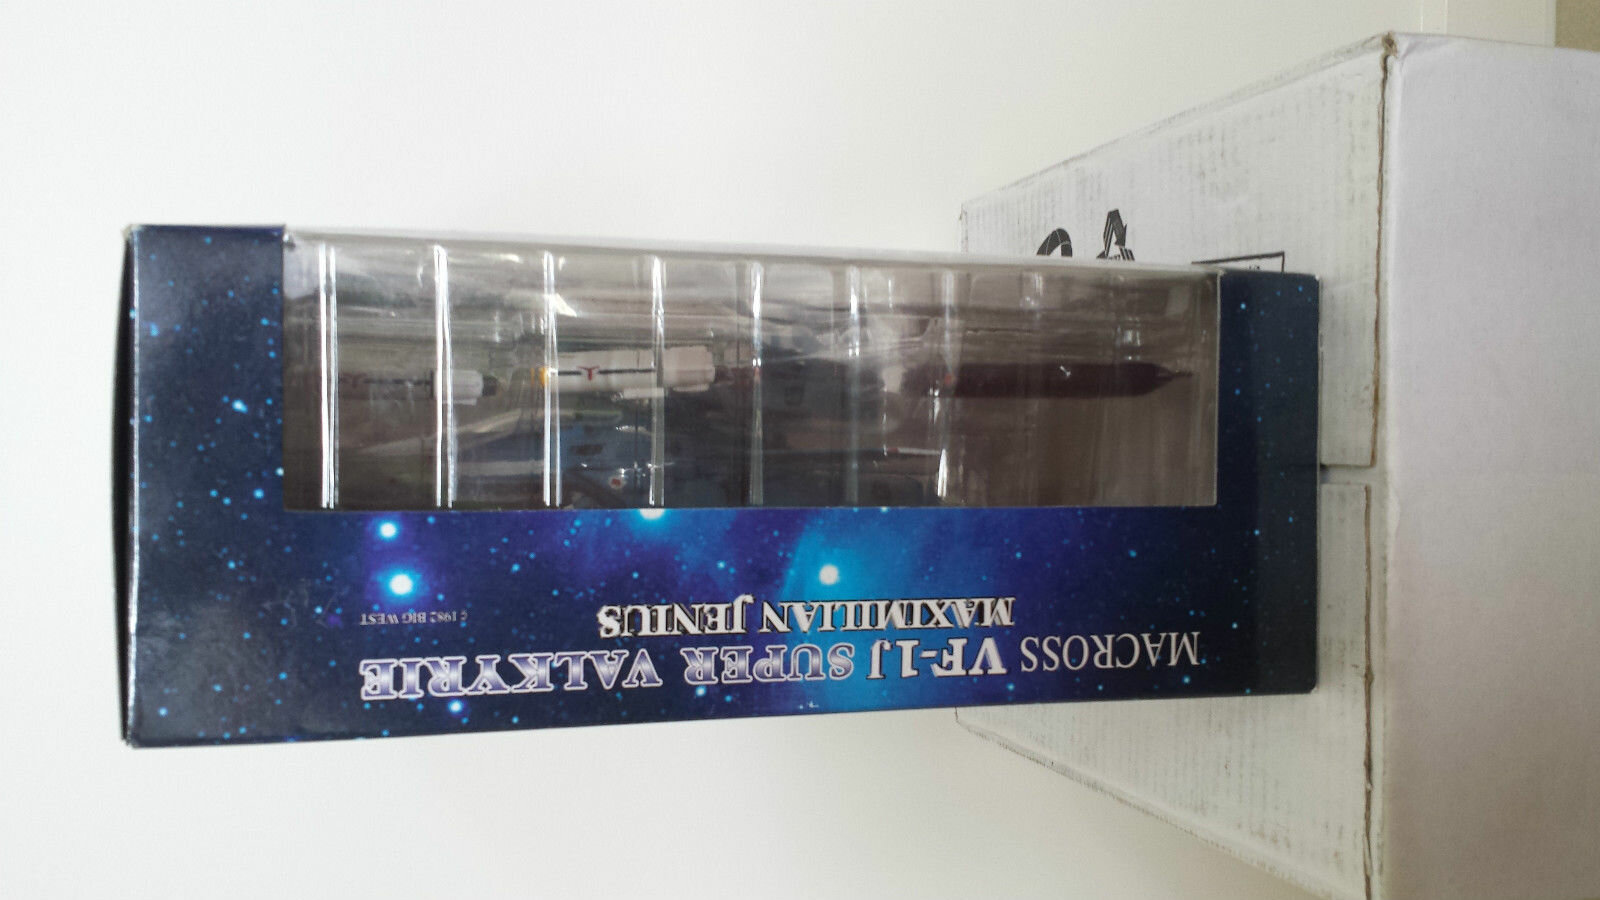 MACROSS VF-1J SUPER VALKYRIE
MAXIMILIAN JENIUS
© 1982 BIG WEST